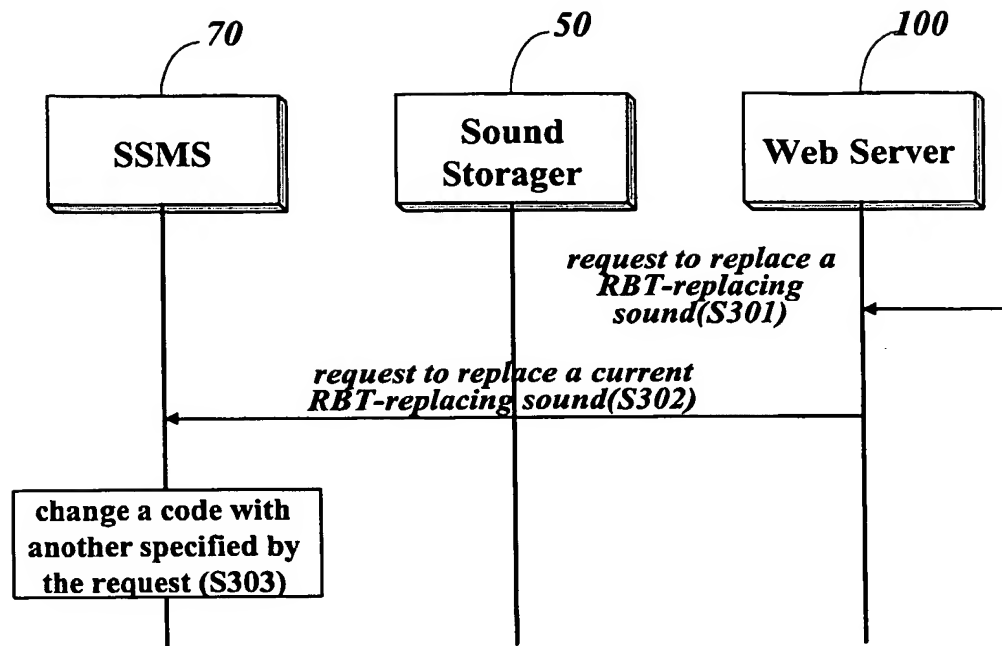 70
50
100
SSMS
Sound
Storager
Web Server
request to replace a
RBT-replacing
sound(S301)
request to replace a current
RBT-replacing sound(S302)
change a code with
another specified by
the request (S303)